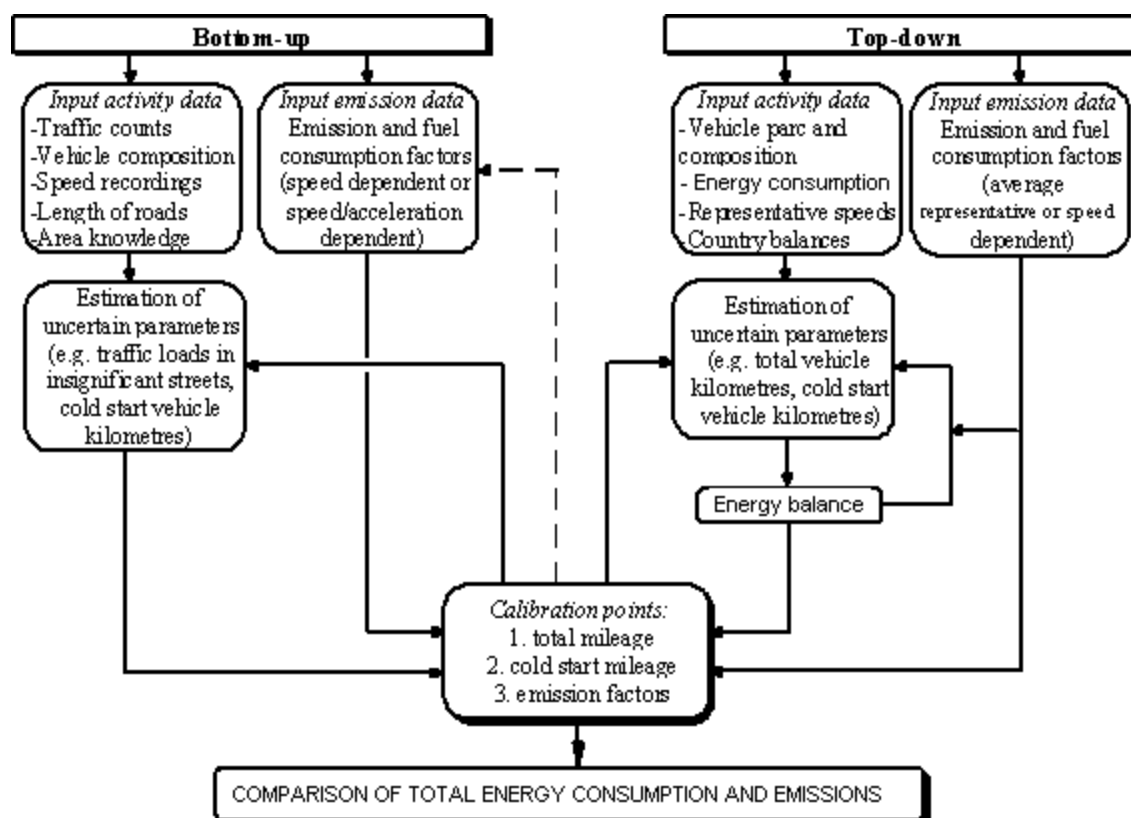 Bottom-up
Input activity data
-Traffic counts
-Vehicle composition
-Speed recordings
-Length of roads
-Area knowledge
Input emission data
Emission and fuel
consumption factors
(speed dependent or
speed/acceleration
dependent)
Estimation of
uncertain parameters
(e.g. traffic loads in
insignificant streets,
cold start vehicle
kilometres)
Top-down
Input activity data
- Vehicle parc and
composition
- Energy consumption
-Representative speeds
-Country balances
Input emission data
Emission and fuel
consumption factors
(average
representative or speed
dependent)
Estimation of
uncertain parameters
(e.g. total vehicle
kilometres, cold start
vehicle kilometres)
Energy balance
Calibration points:
1. total mileage
2. cold start mileage
3. emission factors
COMPARISON OF TOTAL ENERGY CONSUMPTION AND EMISSIONS